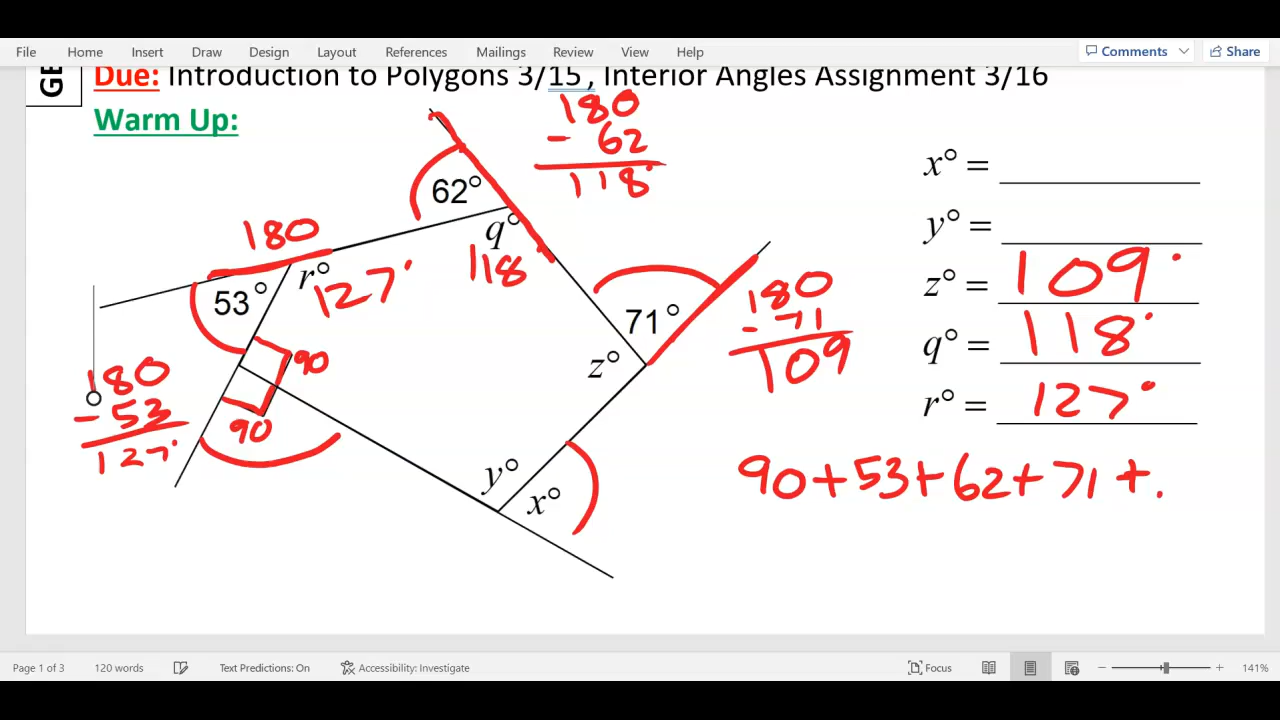 File Home Insert Draw Design Layout References Mailings Review View Help Comments Share
GE
Due: Introduction to Polygons 3/15, Interior Angles Assignment 3/16
Warm Up:
180
- 62
118°
62°
q°
118
180
r°
127°
53°
180
- 53
127°
90
90
71°
z°
180
- 71
109
y°
x°
x° =
y° =
z° = 109°
q° = 118°
r° = 127°
90+53+62+71+.
Page 1 of 3 120 words Text Predictions: On Accessibility: Investigate Focus 141%